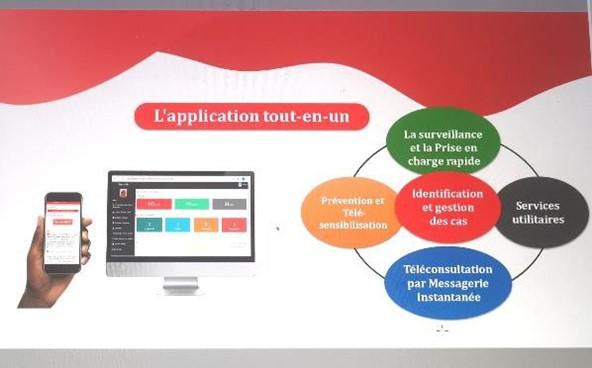 L'application tout-en-un
La surveillance
et la Prise en
charge rapide
Prévention et
Télé-
sensibilisation
Identification
et gestion
des cas
Services
utilitaires
Téléconsultation
par Messagerie
Instantanée